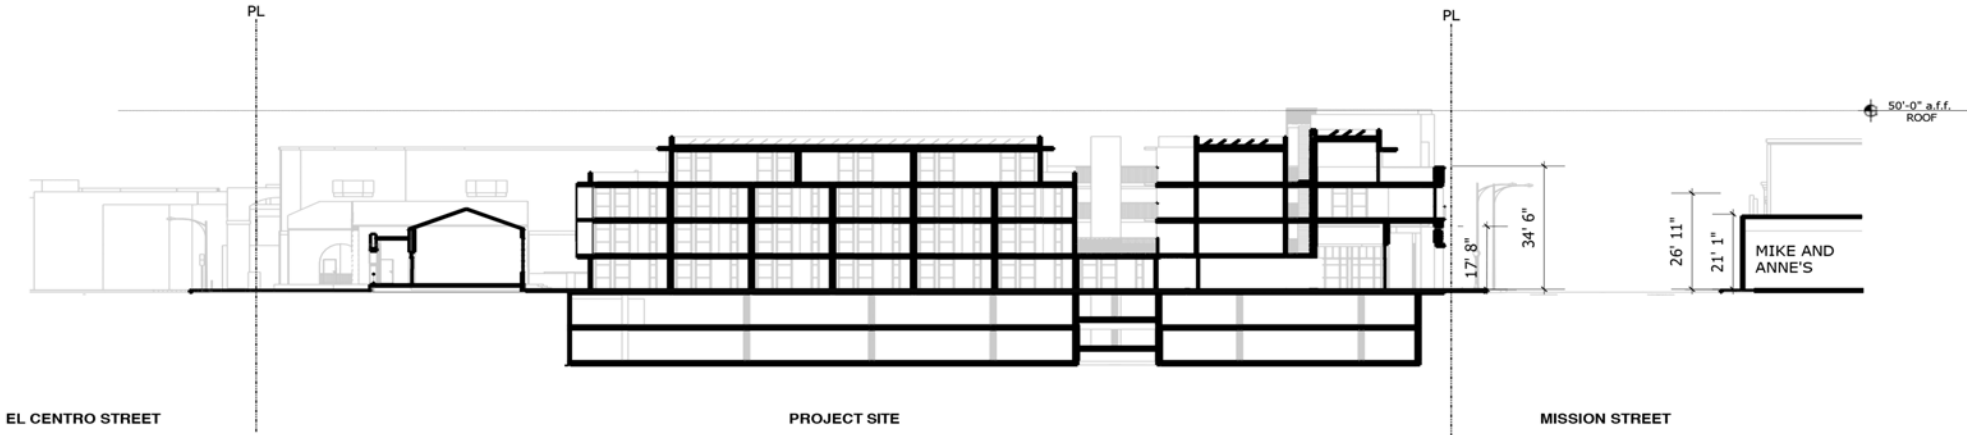 PL
PL
50'-0" a.f.f.
ROOF
17' 8"
34' 6"
26' 11"
21' 1"
MIKE AND
ANNE'S
EL CENTRO STREET
PROJECT SITE
MISSION STREET